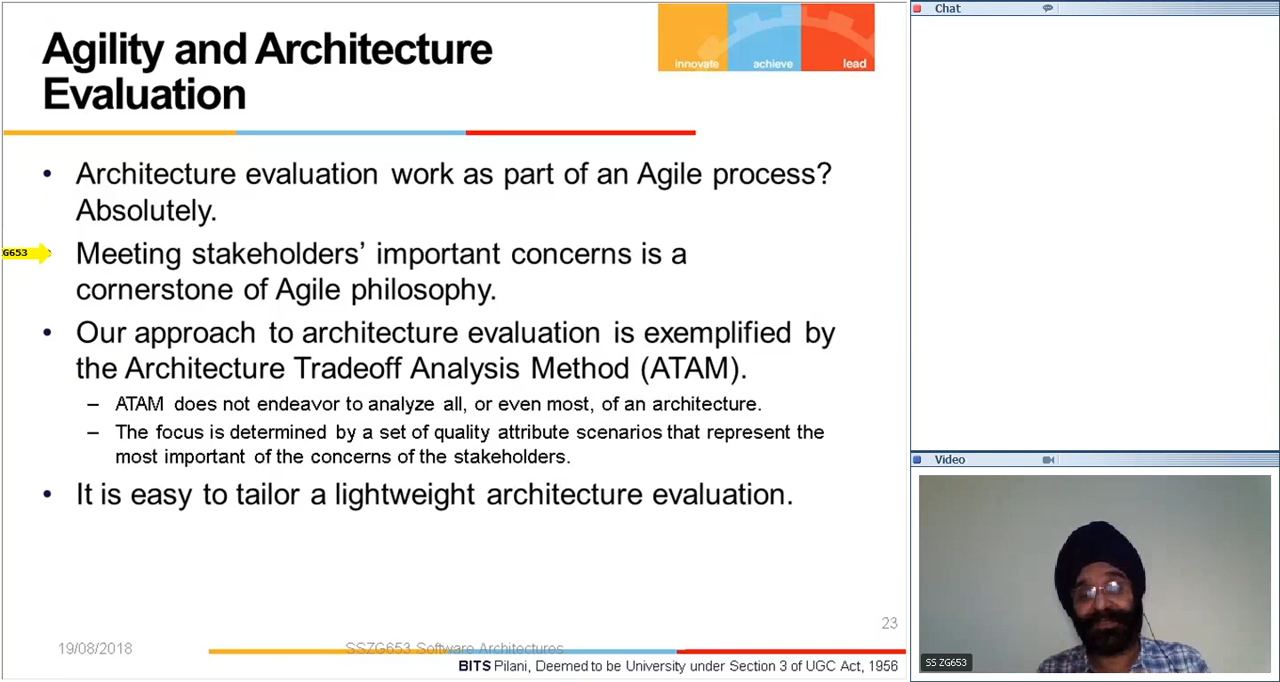 Agility and Architecture
Evaluation
innovate achieve lead
• Architecture evaluation work as part of an Agile process?
Absolutely.
G653
• Meeting stakeholders’ important concerns is a
cornerstone of Agile philosophy.
• Our approach to architecture evaluation is exemplified by
the Architecture Tradeoff Analysis Method (ATAM).
– ATAM does not endeavor to analyze all, or even most, of an architecture.
– The focus is determined by a set of quality attribute scenarios that represent the
most important of the concerns of the stakeholders.
• It is easy to tailor a lightweight architecture evaluation.
23
19/08/2018 SSZG653 Software Architectures
BITS Pilani, Deemed to be University under Section 3 of UGC Act, 1956
Chat
Video
SS ZG653